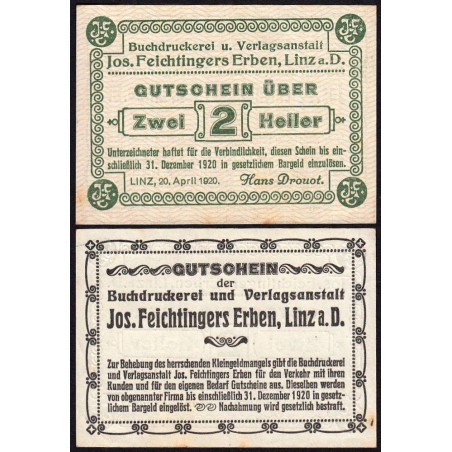 Buchdruckerei u. Verlagsanstalt
Jos. Feichtingers Erben, Linz a. D.
GUTSCHEIN ÜBER
Zwei 2 Heller
Unterzeichneter haftet für die Verbindlichkeit, diesen Schein bis ein-
schließlich 31. Dezember 1920 in gesetzlichem Bargeld einzulösen.
LINZ, 20. April 1920. Hans Drouot.
GUTSCHEIN
der
Buchdruckerei und Verlagsanstalt
Jos. Feichtingers Erben, Linz a. D.
Zur Behebung des herrschenden Kleingeldmangels gibt die Buchdruckerei
und Verlagsanstalt Jos. Feichtingers Erben für den Verkehr mit ihren
Kunden und für den eigenen Bedarf Gutscheine aus. Dieselben werden
von obgenannter Firma bis einschließlich 31. Dezember 1920 in gesetz-
lichem Bargeld eingelöst. Nachahmung wird gesetzlich bestraft.